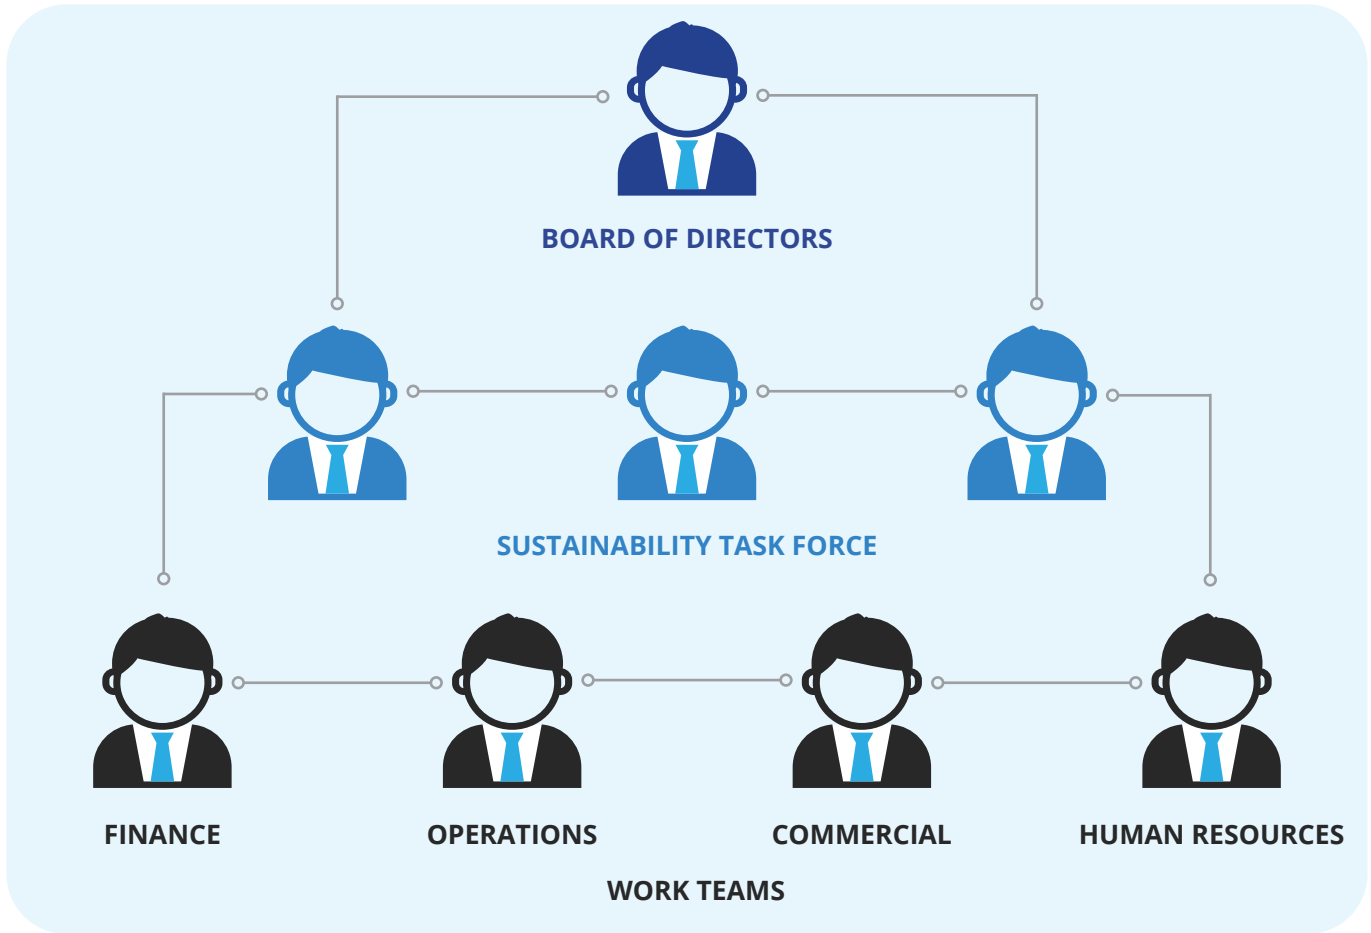 BOARD OF DIRECTORS
SUSTAINABILITY TASK FORCE
FINANCE
OPERATIONS
COMMERCIAL
HUMAN RESOURCES
WORK TEAMS